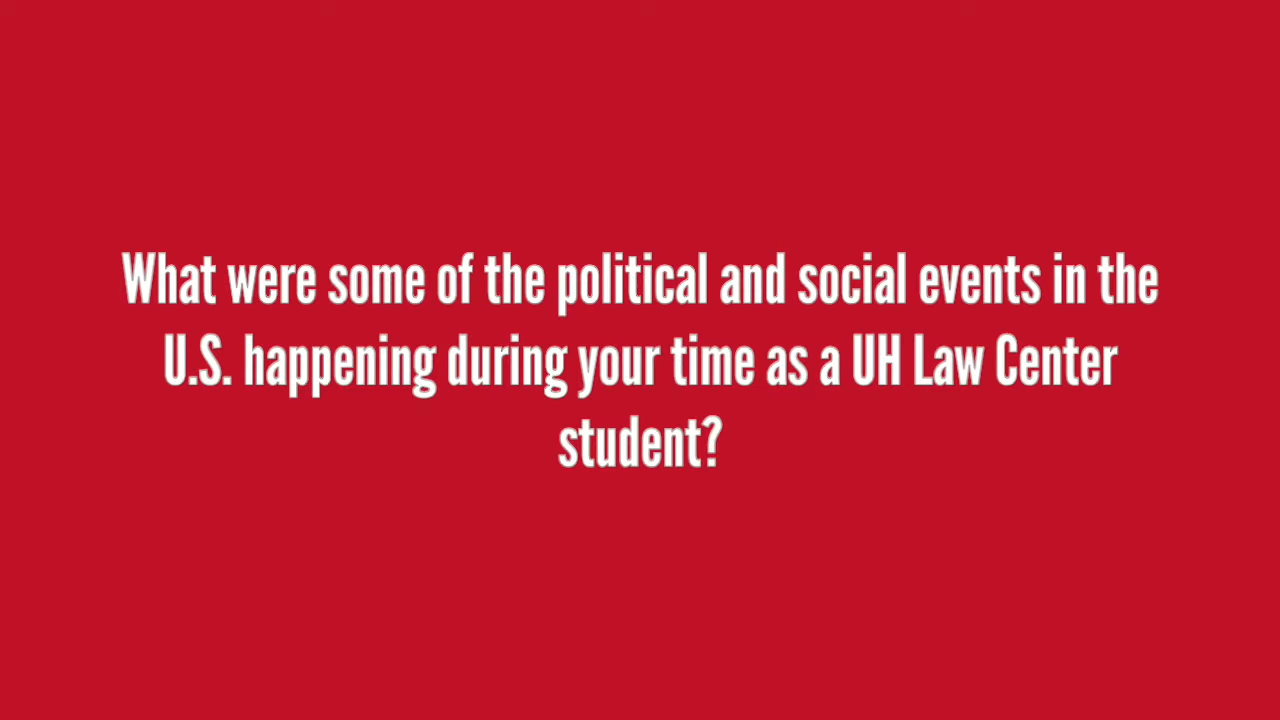 What were some of the political and social events in the
U.S. happening during your time as a UH Law Center
student?